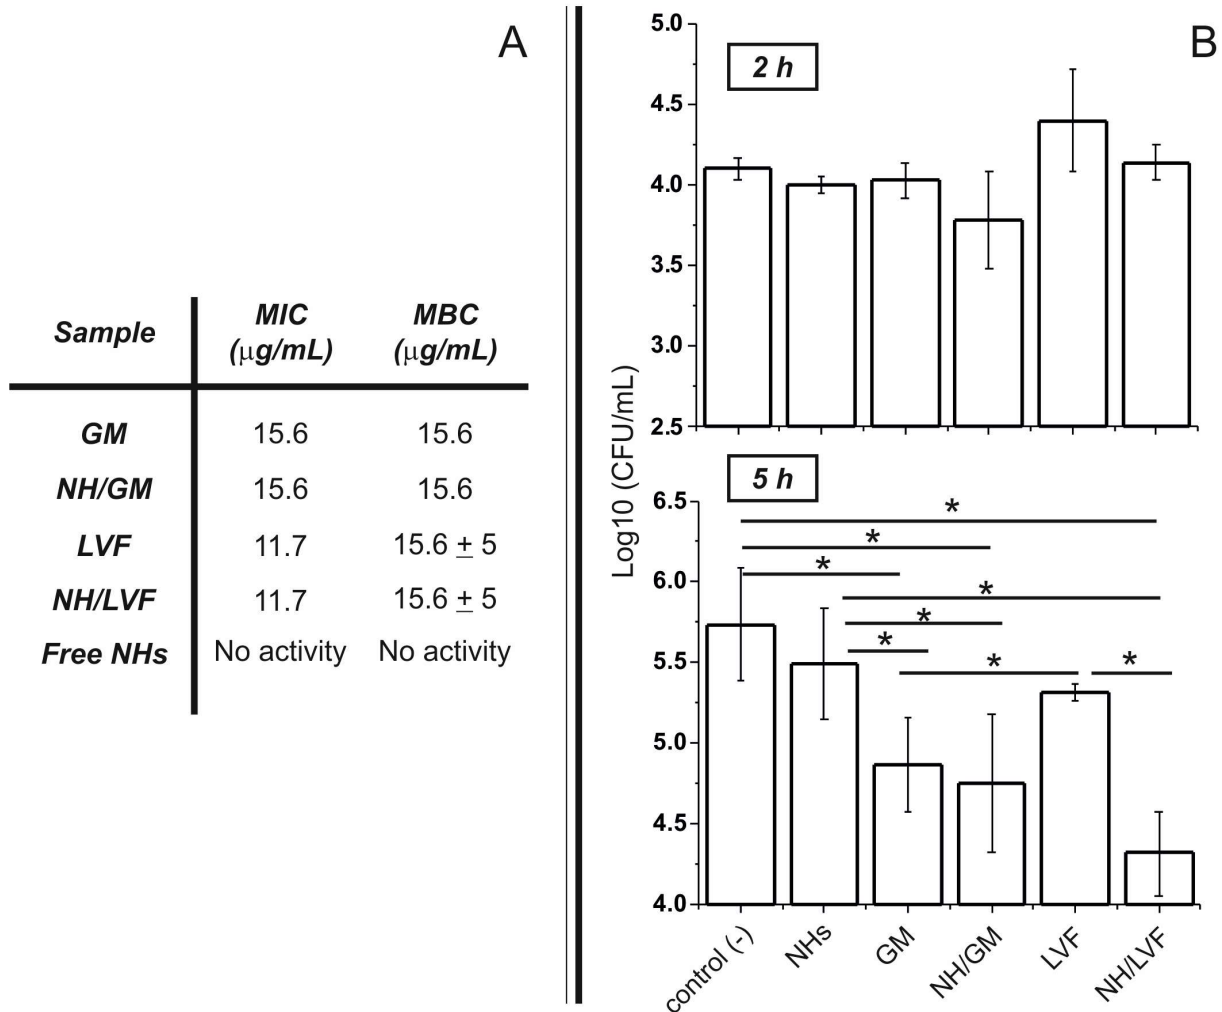 A
Sample MIC MBC
(μg/mL) (μg/mL)
GM 15.6 15.6
NH/GM 15.6 15.6
LVF 11.7 15.6 ± 5
NH/LVF 11.7 15.6 ± 5
Free NHs No activity No activity
B
Log10 (CFU/mL)
2 h
5.0
4.5
4.0
3.5
3.0
2.5
5 h
6.5
6.0
5.5
5.0
4.5
4.0
*
*
*
*
*
*
*
*
control (-) NHs GM NH/GM LVF NH/LVF